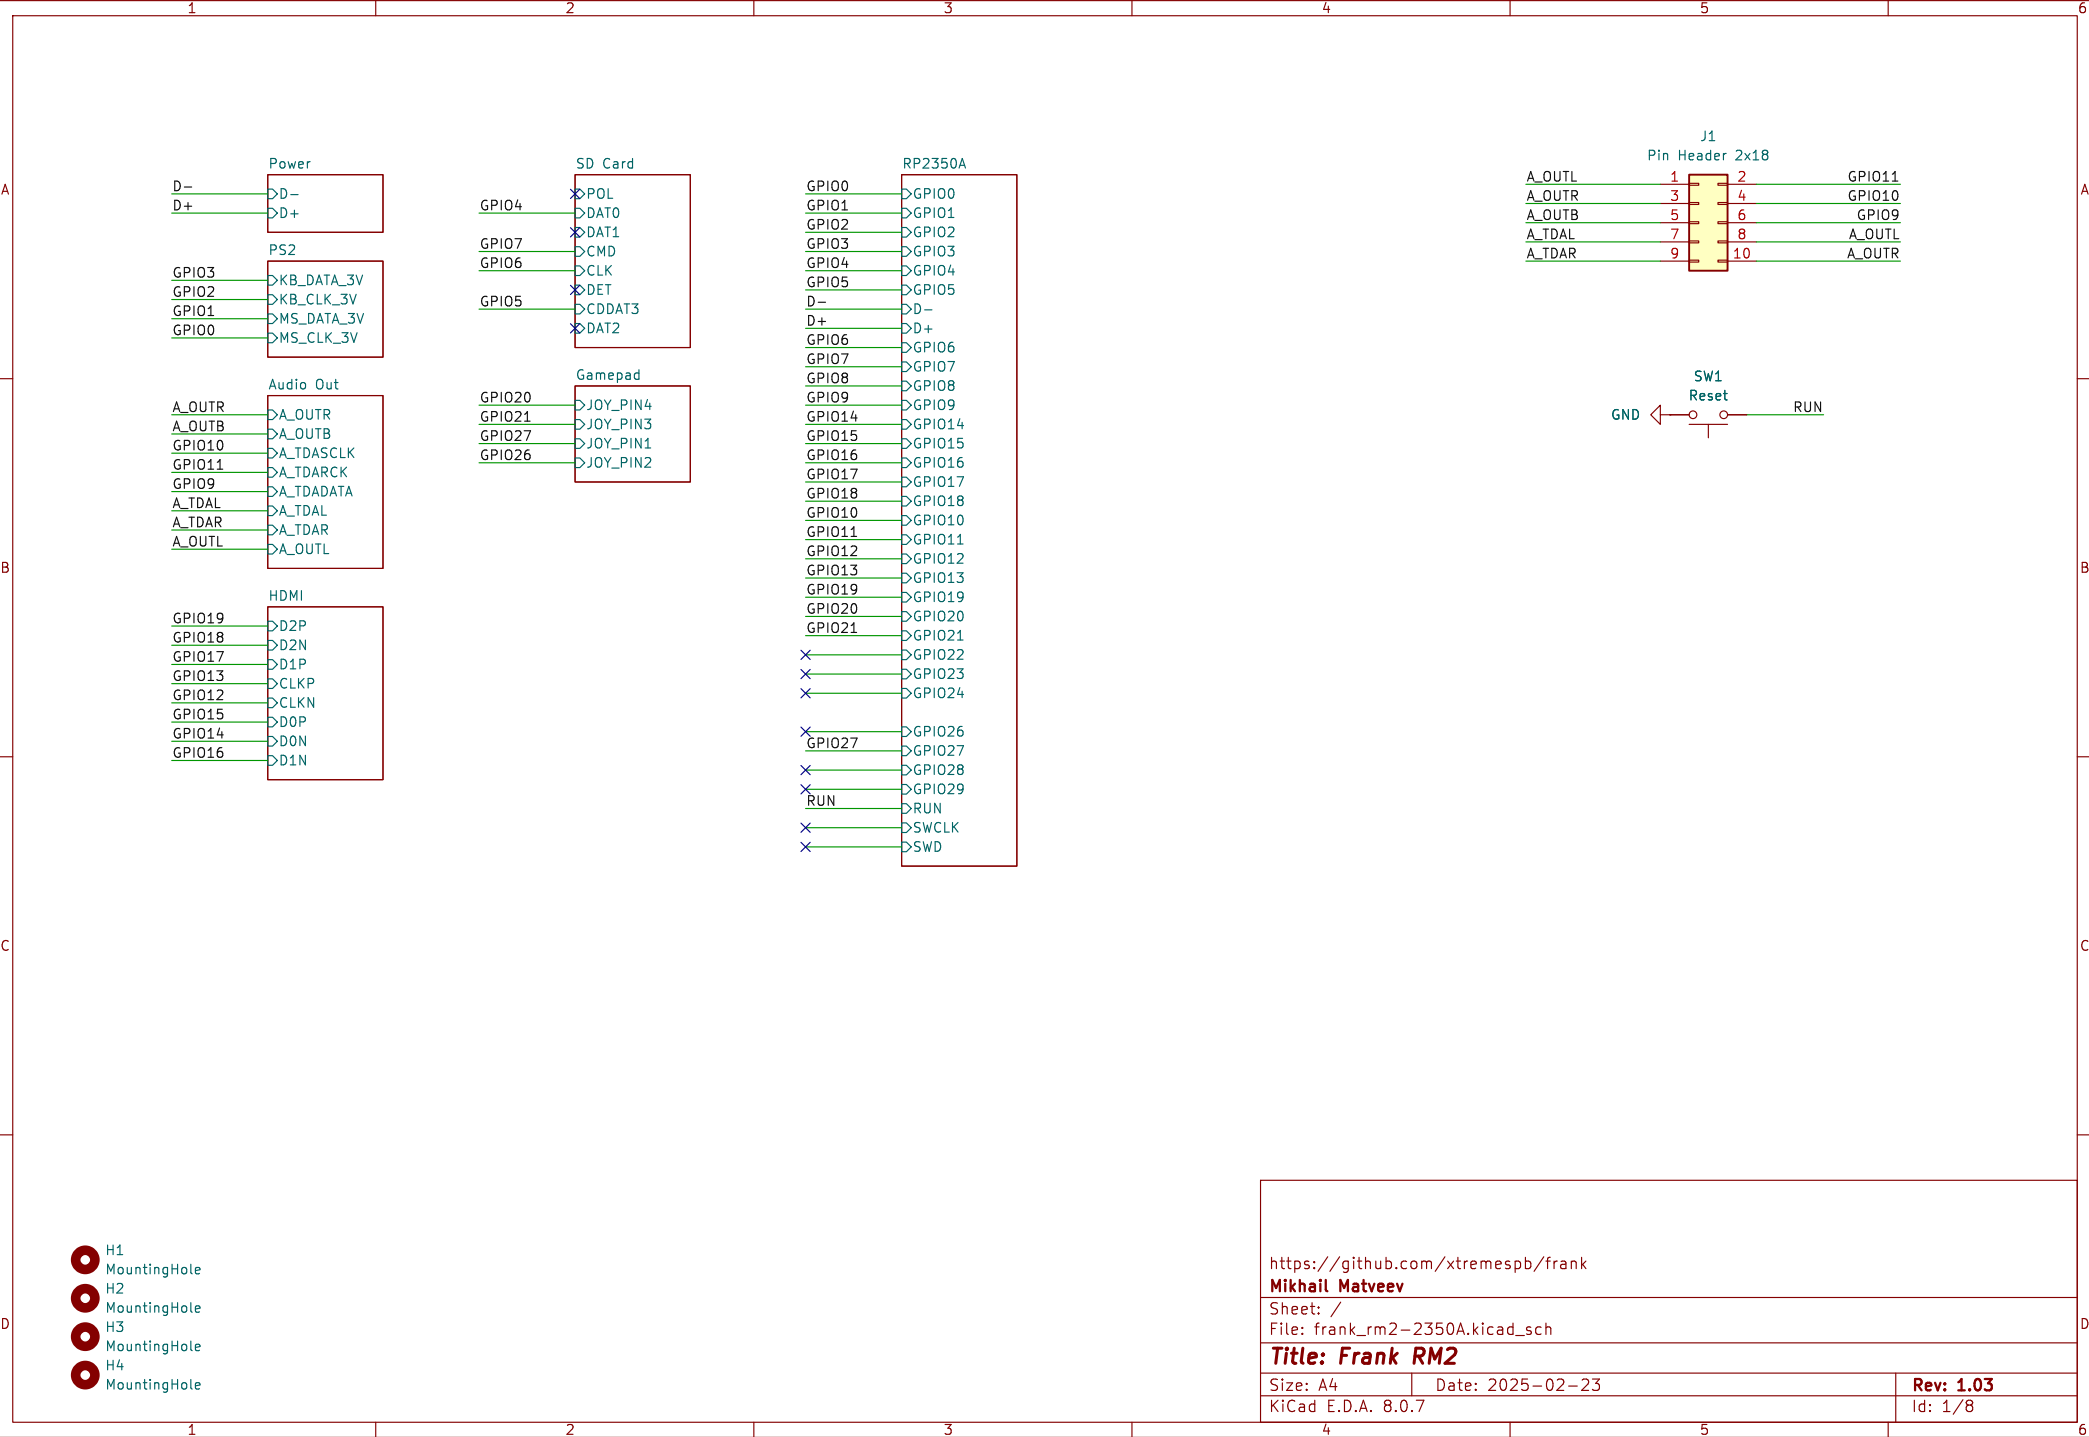 1 2 3 4 5 6
A A
B B
C C
D D
Power
D- D-
D+ D+
PS2
GPIO3 KB_DATA_3V
GPIO2 KB_CLK_3V
GPIO1 MS_DATA_3V
GPIO0 MS_CLK_3V
Audio Out
A_OUTR A_OUTR
A_OUTB A_OUTB
GPIO10 A_TDASCLK
GPIO11 A_TDARCK
GPIO9 A_TDADATA
A_TDAL A_TDAL
A_TDAR A_TDAR
A_OUTL A_OUTL
HDMI
GPIO19 D2P
GPIO18 D2N
GPIO17 D1P
GPIO13 CLKP
GPIO12 CLKN
GPIO15 D0P
GPIO14 D0N
GPIO16 D1N
SD Card
POL
GPIO4 DAT0
DAT1
GPIO7 CMD
GPIO6 CLK
DET
GPIO5 CDDAT3
DAT2
Gamepad
GPIO20 JOY_PIN4
GPIO21 JOY_PIN3
GPIO27 JOY_PIN1
GPIO26 JOY_PIN2
RP2350A
GPIO0 GPIO0
GPIO1 GPIO1
GPIO2 GPIO2
GPIO3 GPIO3
GPIO4 GPIO4
GPIO5 GPIO5
D- D-
D+ D+
GPIO6 GPIO6
GPIO7 GPIO7
GPIO8 GPIO8
GPIO9 GPIO9
GPIO14 GPIO14
GPIO15 GPIO15
GPIO16 GPIO16
GPIO17 GPIO17
GPIO18 GPIO18
GPIO10 GPIO10
GPIO11 GPIO11
GPIO12 GPIO12
GPIO13 GPIO13
GPIO19 GPIO19
GPIO20 GPIO20
GPIO21 GPIO21
GPIO22
GPIO23
GPIO24
GPIO26
GPIO27 GPIO27
GPIO28
GPIO29
RUN RUN
SWCLK
SWD
J1
Pin Header 2x18
A_OUTL 1 2 GPIO11
A_OUTR 3 4 GPIO10
A_OUTB 5 6 GPIO9
A_TDAL 7 8 A_OUTL
A_TDAR 9 10 A_OUTR
SW1
Reset
GND RUN
H1
MountingHole
H2
MountingHole
H3
MountingHole
H4
MountingHole
https://github.com/xtremespb/frank
Mikhail Matveev
Sheet: /
File: frank_rm2-2350A.kicad_sch
Title: Frank RM2
Size: A4 Date: 2025-02-23 Rev: 1.03
KiCad E.D.A. 8.0.7 Id: 1/8
1 2 3 4 5 6